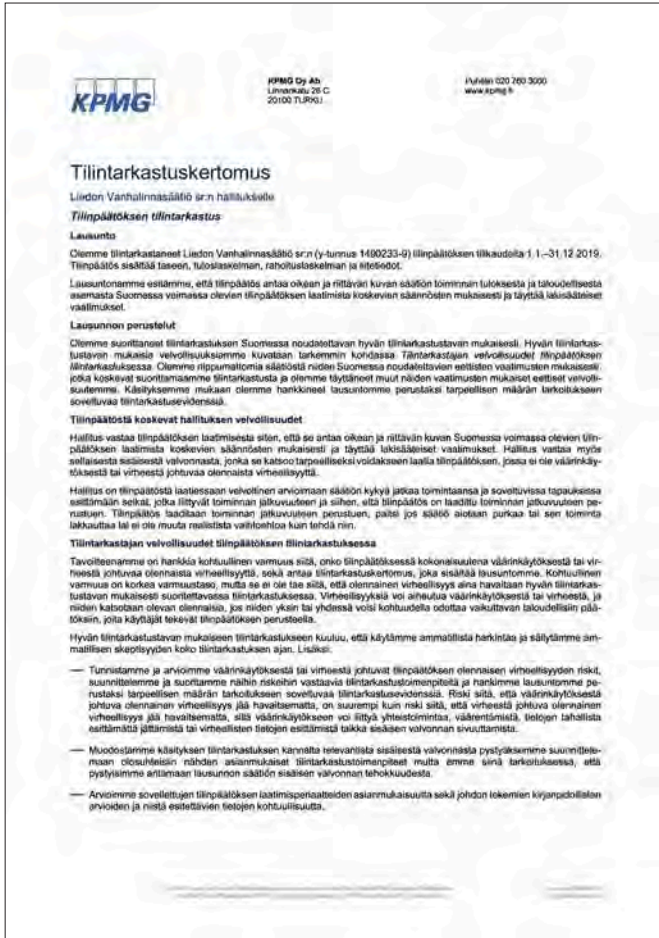 KPMG
KPMG Oy Ab
Linnankatu 26 C
20100 TURKU
Puhelin 020 760 3000
www.kpmg.fi
Tilintarkastuskertomus
Liedon Vanhalinnasäätiö sr:n hallitukselle
Tilinpäätöksen tilintarkastus
Lausunto
Olemme tilintarkastaneet Liedon Vanhalinnasäätiö sr:n (y-tunnus 1490233-9) tilinpäätöksen tilikaudelta 1.1.–31.12.2019.
Tilinpäätös sisältää taseen, tuloslaskelman, rahoituslaskelman ja liitetiedot.
Lausuntonamme esitämme, että tilinpäätös antaa oikean ja riittävän kuvan säätiön toiminnan tuloksesta ja taloudellisesta
asemasta Suomessa voimassa olevien tilinpäätöksen laatimista koskevien säännösten mukaisesti ja täyttää lakisääteiset
vaatimukset.
Lausunnon perustelut
Olemme suorittaneet tilintarkastuksen Suomessa noudatettavan hyvän tilintarkastustavan mukaisesti. Hyvän tilintarkas-
tustavan mukaisia velvollisuuksiamme kuvataan tarkemmin kohdassa Tilintarkastajan velvollisuudet tilinpäätöksen
tilintarkastuksessa. Olemme riippumattomia säätiöstä niiden Suomessa noudatettavien eettisten vaatimusten mukaisesti,
jotka koskevat suorittamaamme tilintarkastusta ja olemme täyttäneet muut näiden vaatimusten mukaiset eettiset velvolli-
suutemme. Käsityksemme mukaan olemme hankkineet lausuntomme perustaksi tarpeellisen määrän tarkoitukseen
soveltuvaa tilintarkastusevidenssiä.
Tilinpäätöstä koskevat hallituksen velvollisuudet
Hallitus vastaa tilinpäätöksen laatimisesta siten, että se antaa oikean ja riittävän kuvan Suomessa voimassa olevien tilin-
päätöksen laatimista koskevien säännösten mukaisesti ja täyttää lakisääteiset vaatimukset. Hallitus vastaa myös
sellaisesta sisäisestä valvonnasta, jonka se katsoo tarpeelliseksi voidakseen laatia tilinpäätöksen, jossa ei ole väärinkäy-
töksestä tai virheestä johtuvaa olennaista virheellisyyttä.
Hallitus on tilinpäätöstä laatiessaan velvollinen arvioimaan säätiön kykyä jatkaa toimintaansa ja soveltuvissa tapauksissa
esittämään seikat, jotka liittyvät toiminnan jatkuvuuteen ja siihen, että tilinpäätös on laadittu toiminnan jatkuvuuteen pe-
rustuen. Tilinpäätös laaditaan toiminnan jatkuvuuteen perustuen, paitsi jos säätiö aiotaan purkaa tai sen toiminta
lakkauttaa tai ei ole muuta realistista vaihtoehtoa kuin tehdä niin.
Tilintarkastajan velvollisuudet tilinpäätöksen tilintarkastuksessa
Tavoitteenamme on hankkia kohtuullinen varmuus siitä, onko tilinpäätöksessä kokonaisuutena väärinkäytöksestä tai vir-
heestä johtuvaa olennaista virheellisyyttä, sekä antaa tilintarkastuskertomus, joka sisältää lausuntomme. Kohtuullinen
varmuus on korkea varmuustaso, mutta se ei ole tae siitä, että olennainen virheellisyys aina havaitaan hyvän tilintarkas-
tustavan mukaisesti suoritettavassa tilintarkastuksessa. Virheellisyyksiä voi aiheutua väärinkäytöksestä tai virheestä, ja
niiden katsotaan olevan olennaisia, jos niiden yksin tai yhdessä voisi kohtuudella odottaa vaikuttavan taloudellisiin pää-
töksiin, joita käyttäjät tekevät tilinpäätöksen perusteella.
Hyvän tilintarkastustavan mukaiseen tilintarkastukseen kuuluu, että käytämme ammatillista harkintaa ja säilytämme am-
matillisen skeptisyyden koko tilintarkastuksen ajan. Lisäksi:
— Tunnistamme ja arvioimme väärinkäytöksestä tai virheestä johtuvat tilinpäätöksen olennaisen virheellisyyden riskit,
suunnittelemme ja suoritamme näihin riskeihin vastaavia tilintarkastustoimenpiteitä ja hankimme lausuntomme pe-
rustaksi tarpeellisen määrän tarkoitukseen soveltuvaa tilintarkastusevidenssiä. Riski siitä, että väärinkäytöksestä
johtuva olennainen virheellisyys jää havaitsematta, on suurempi kuin riski siitä, että virheestä johtuva olennainen
virheellisyys jää havaitsematta, sillä väärinkäytökseen voi liittyä yhteistoimintaa, väärentämistä, tietojen tahallista
esittämättä jättämistä tai virheellisten tietojen esittämistä taikka sisäisen valvonnan sivuuttamista.
— Muodostamme käsityksen tilintarkastuksen kannalta relevantista sisäisestä valvonnasta pystyäksemme suunnittele-
maan olosuhteisiin nähden asianmukaiset tilintarkastustoimenpiteet mutta emme siinä tarkoituksessa, että
pystyisimme antamaan lausunnon säätiön sisäisen valvonnan tehokkuudesta.
— Arvioimme sovellettujen tilinpäätöksen laatimisperiaatteiden asianmukaisuutta sekä johdon tekemien kirjanpidollisten
arvioiden ja niistä esitettävien tietojen kohtuullisuutta.